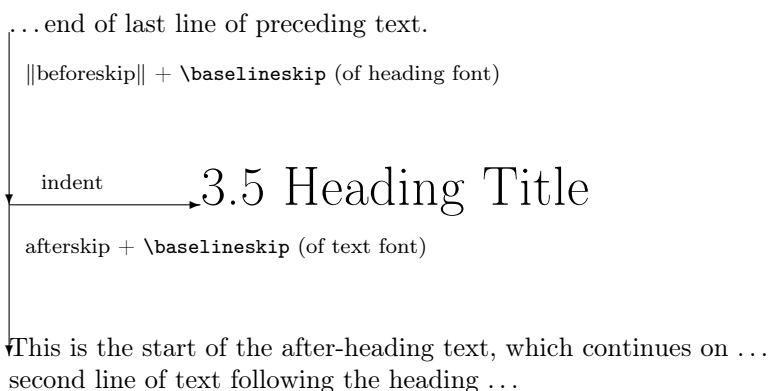 ...end of last line of preceding text.
‖beforeskip‖ + \baselineskip (of heading font)
indent
3.5 Heading Title
afterskip + \baselineskip (of text font)
This is the start of the after-heading text, which continues on ...
second line of text following the heading ...